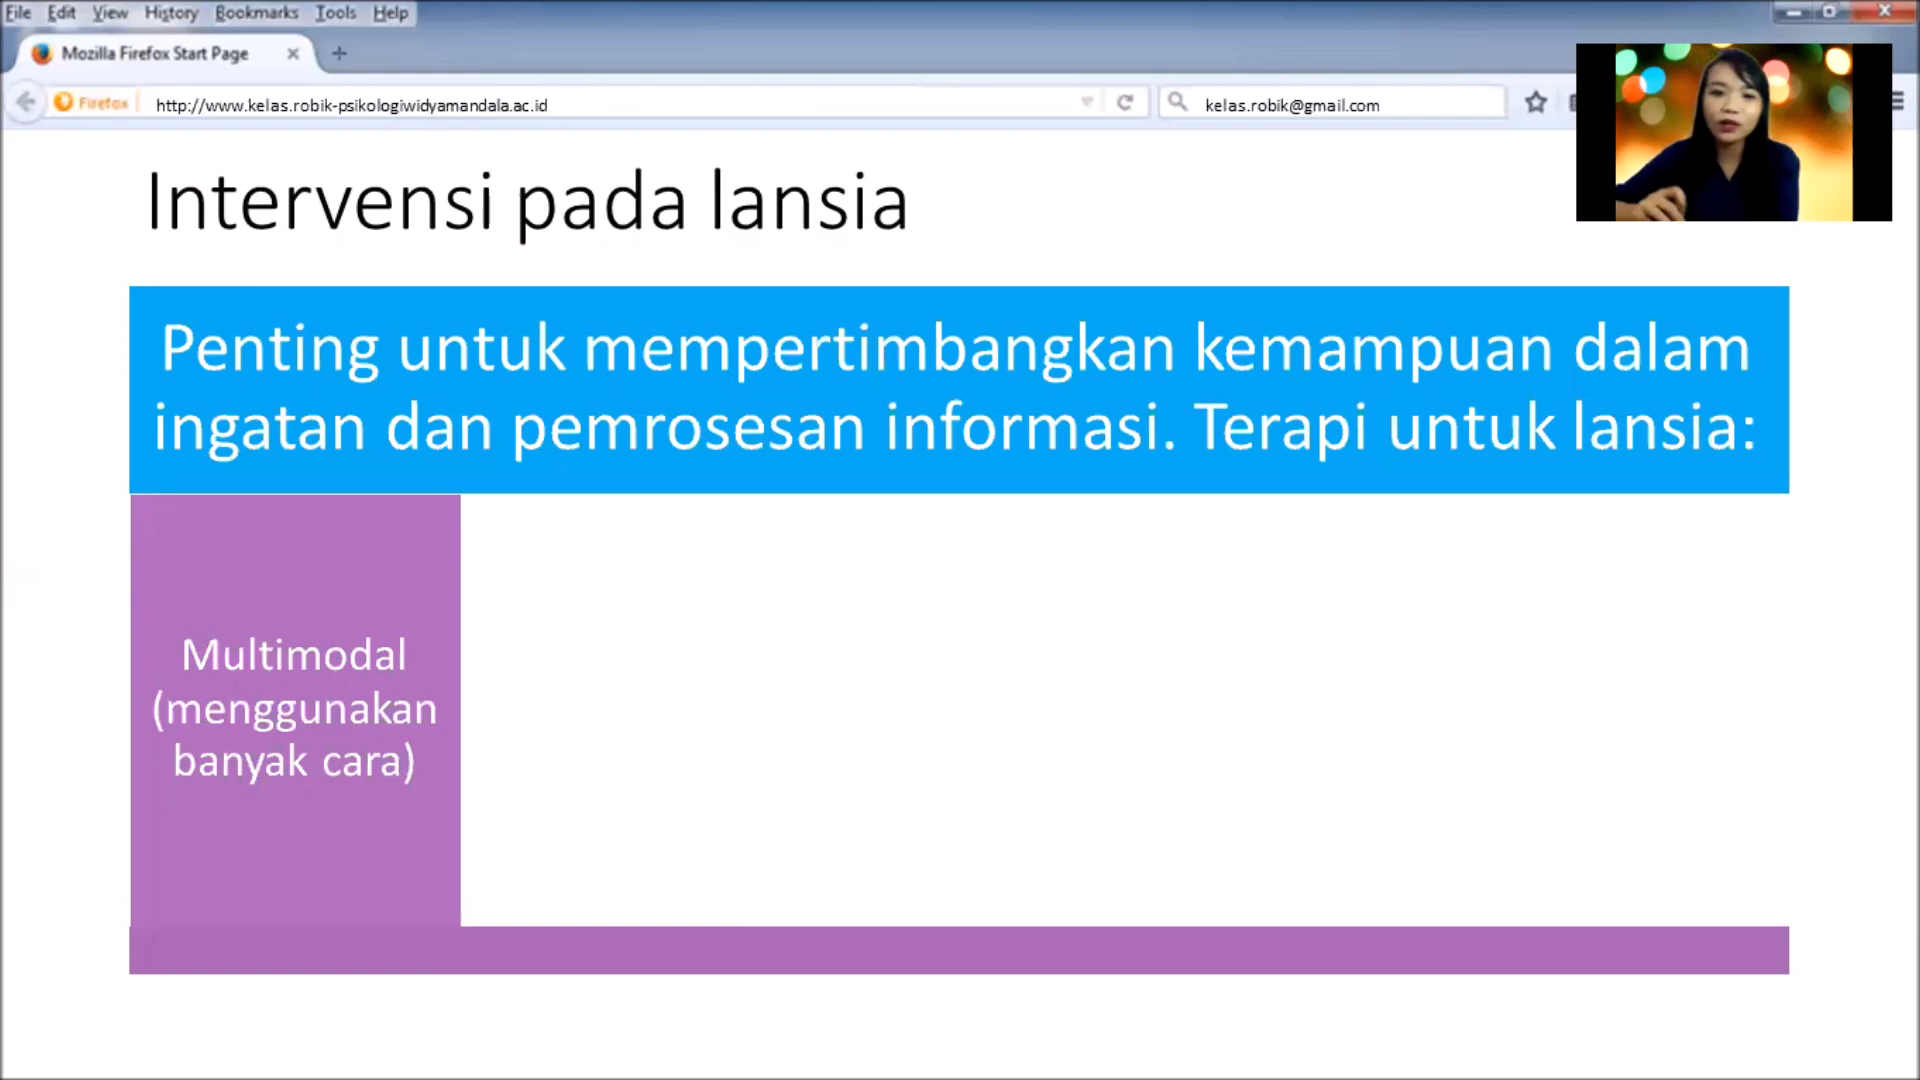 File Edit View History Bookmarks Tools Help
Mozilla Firefox Start Page
Firefox http://www.kelas.robik-psikologiwidyamandala.ac.id kelas.robik@gmail.com
Intervensi pada lansia
Penting untuk mempertimbangkan kemampuan dalam
ingatan dan pemrosesan informasi. Terapi untuk lansia:
Multimodal
(menggunakan
banyak cara)